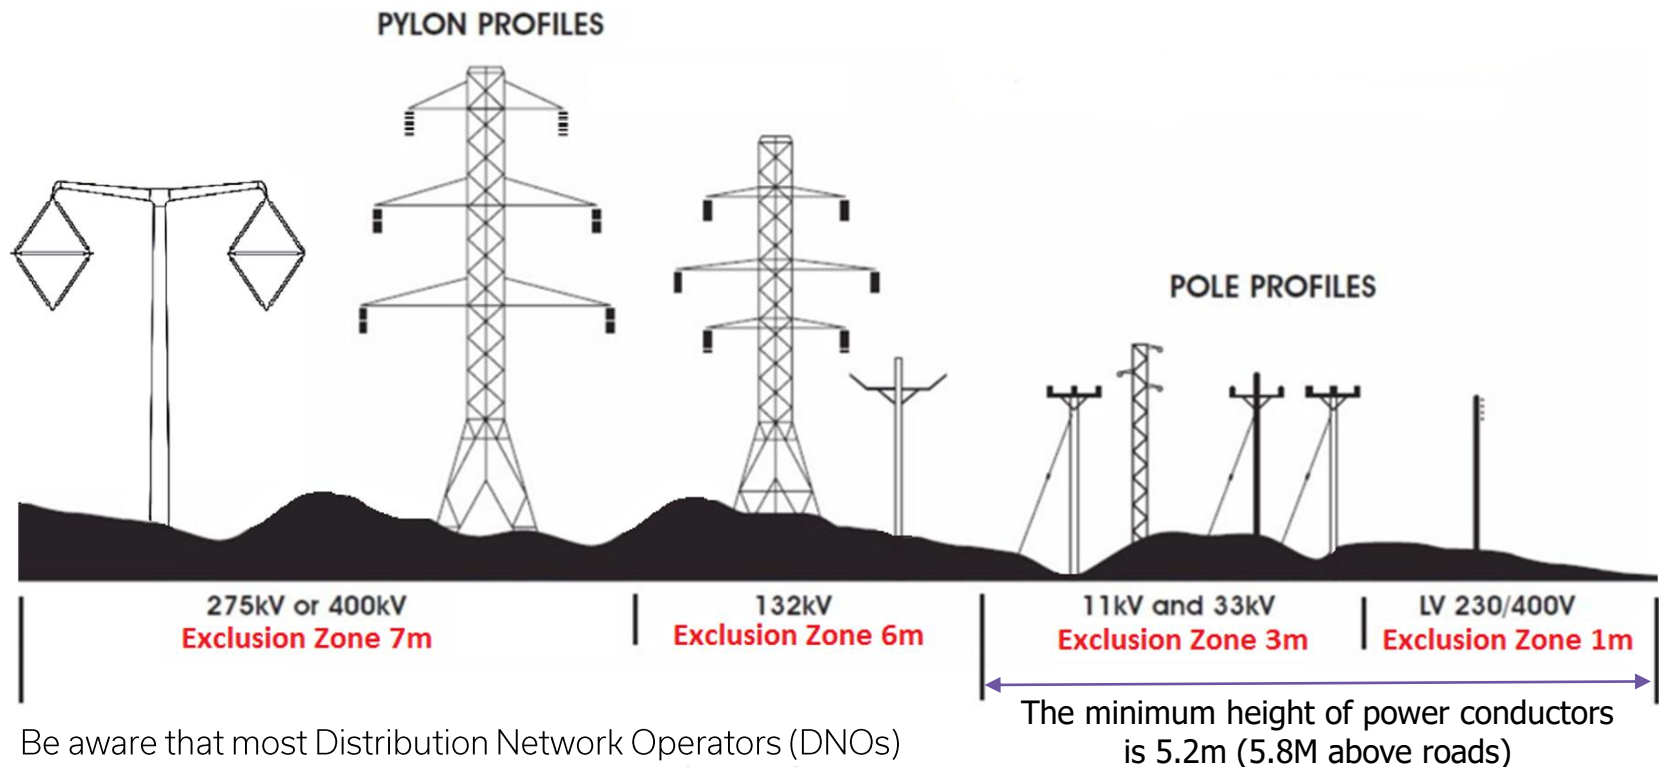 PYLON PROFILES
POLE PROFILES
275kV or 400kV
Exclusion Zone 7m
132kV
Exclusion Zone 6m
11kV and 33kV
Exclusion Zone 3m
LV 230/400V
Exclusion Zone 1m
The minimum height of power conductors
is 5.2m (5.8M above roads)
Be aware that most Distribution Network Operators (DNOs)